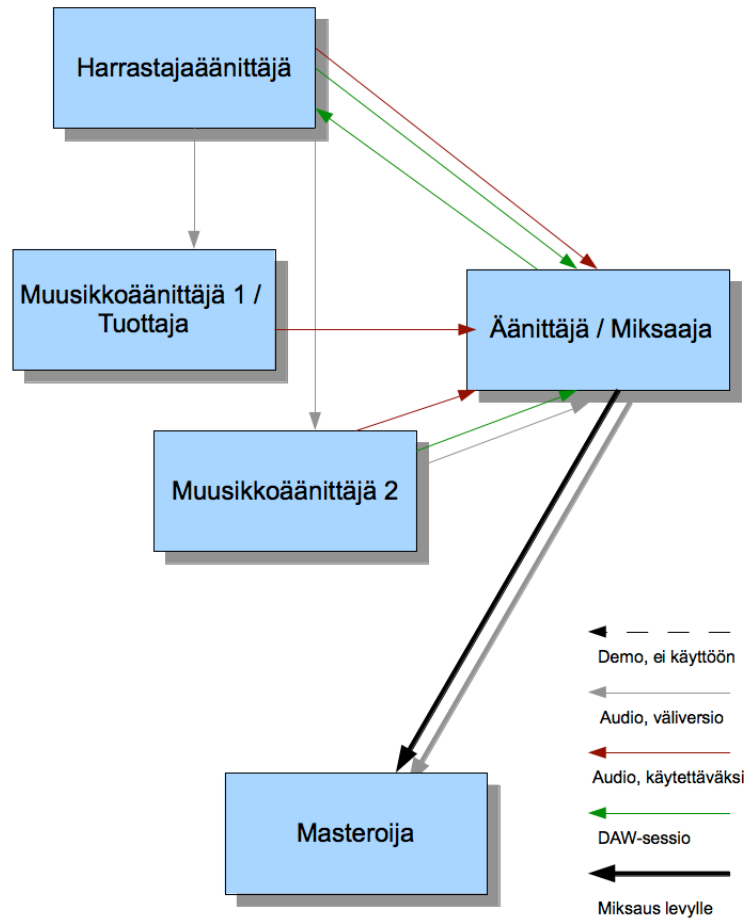 Harrastajaäänittäjä
Muusikkoäänittäjä 1 /
Tuottaja
Äänittäjä / Miksaaja
Muusikkoäänittäjä 2
Masteroija
Demo, ei käyttöön
Audio, väliversio
Audio, käytettäväksi
DAW-sessio
Miksaus levylle